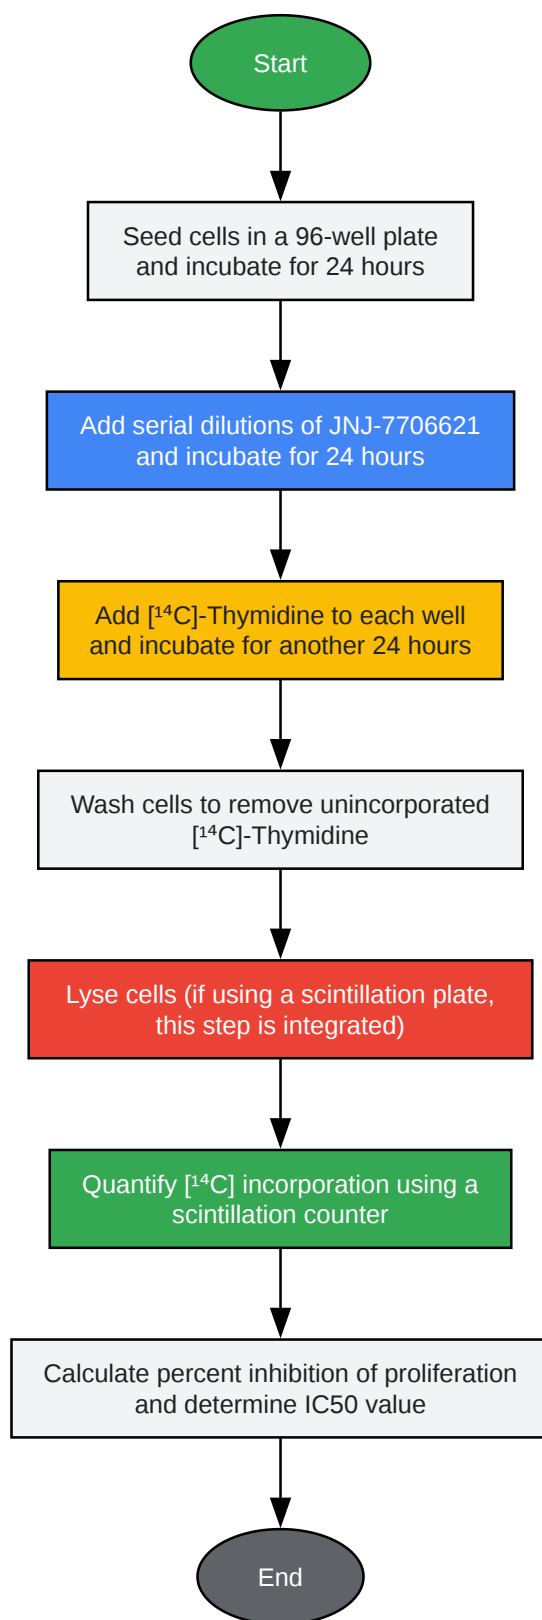 Start
Seed cells in a 96-well plate
and incubate for 24 hours
Add serial dilutions of JNJ-7706621
and incubate for 24 hours
Add [¹⁴C]-Thymidine to each well
and incubate for another 24 hours
Wash cells to remove unincorporated
[¹⁴C]-Thymidine
Lyse cells (if using a scintillation plate,
this step is integrated)
Quantify [¹⁴C] incorporation using a
scintillation counter
Calculate percent inhibition of proliferation
and determine IC50 value
End